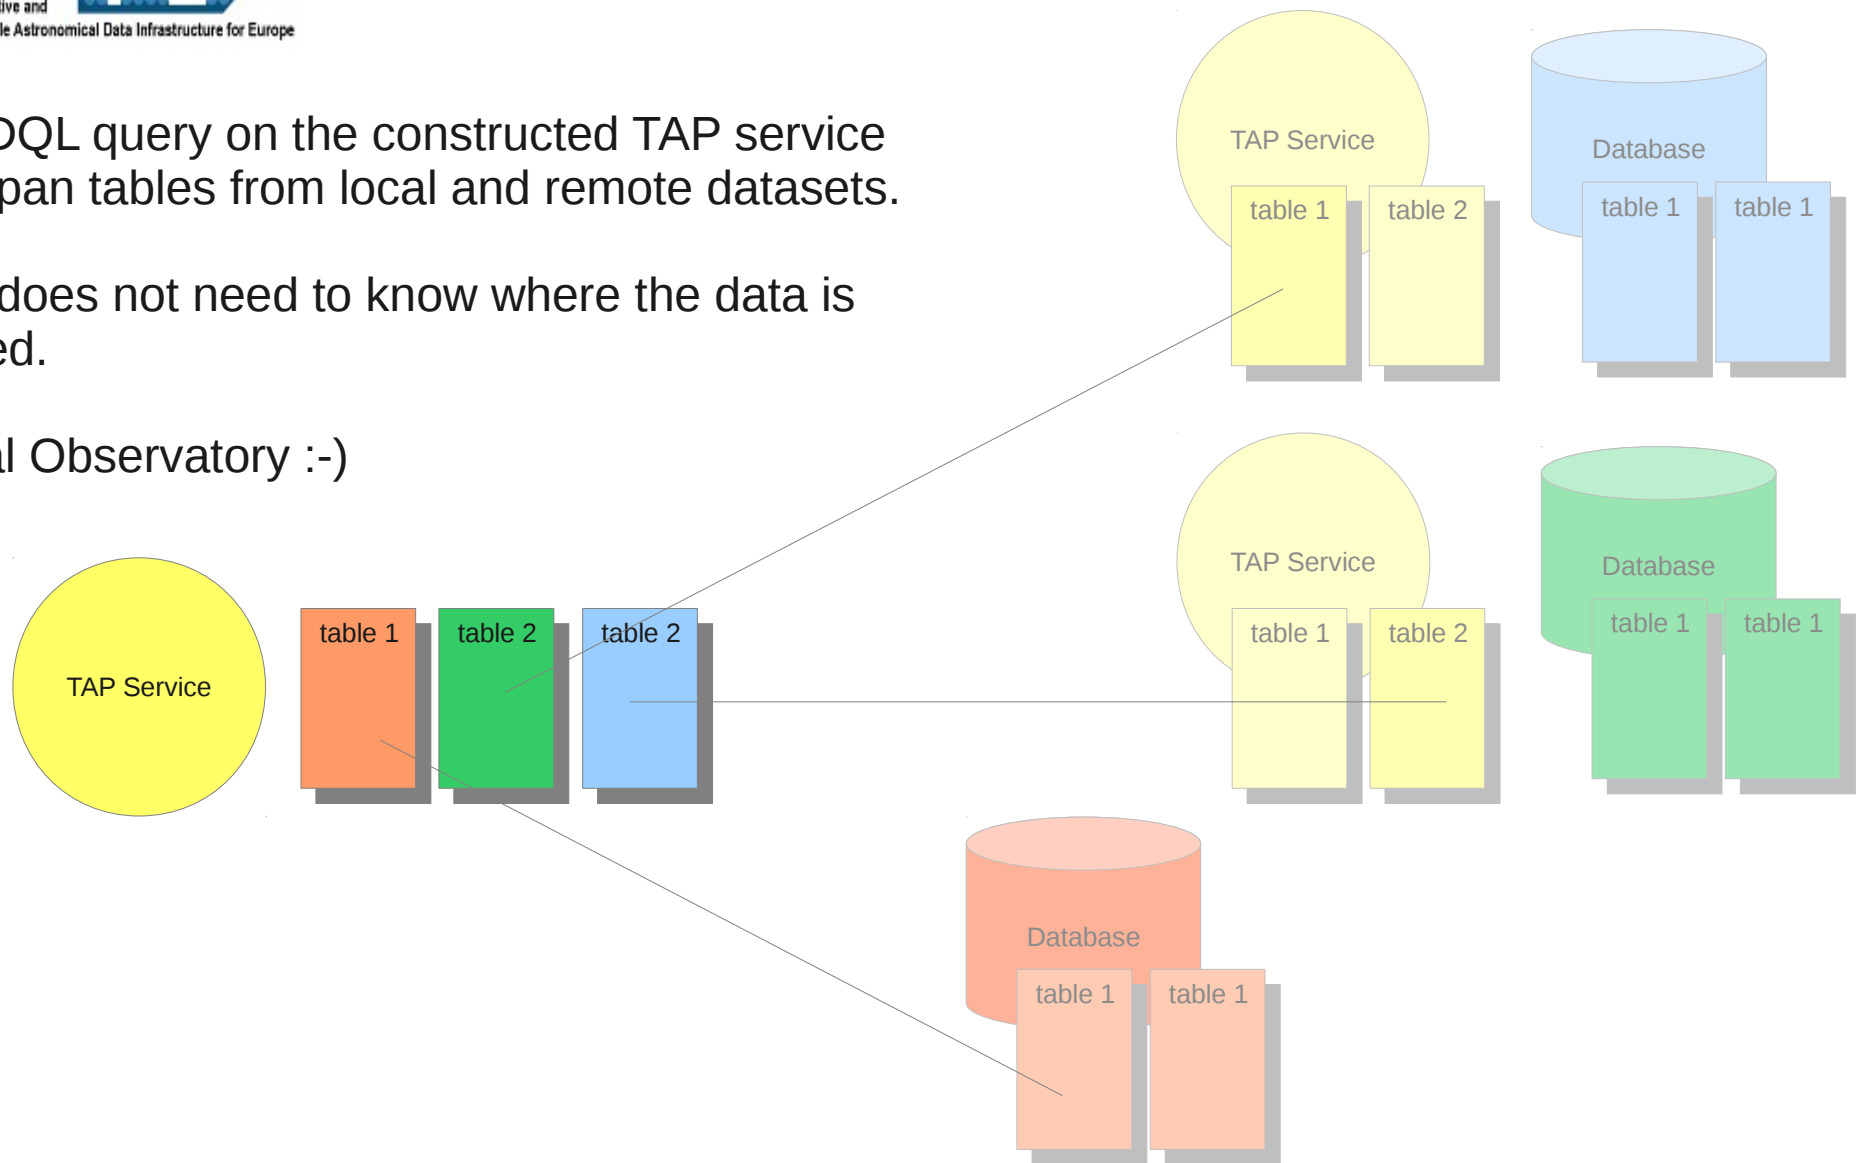 tive and
le Astronomical Data Infrastructure for Europe
DQL query on the constructed TAP service
pan tables from local and remote datasets.
does not need to know where the data is
ed.
al Observatory :-)
TAP Service
table 1
table 2
Database
table 1
table 1
TAP Service
table 1
table 2
Database
table 1
table 1
TAP Service
table 1
table 2
table 2
Database
table 1
table 1